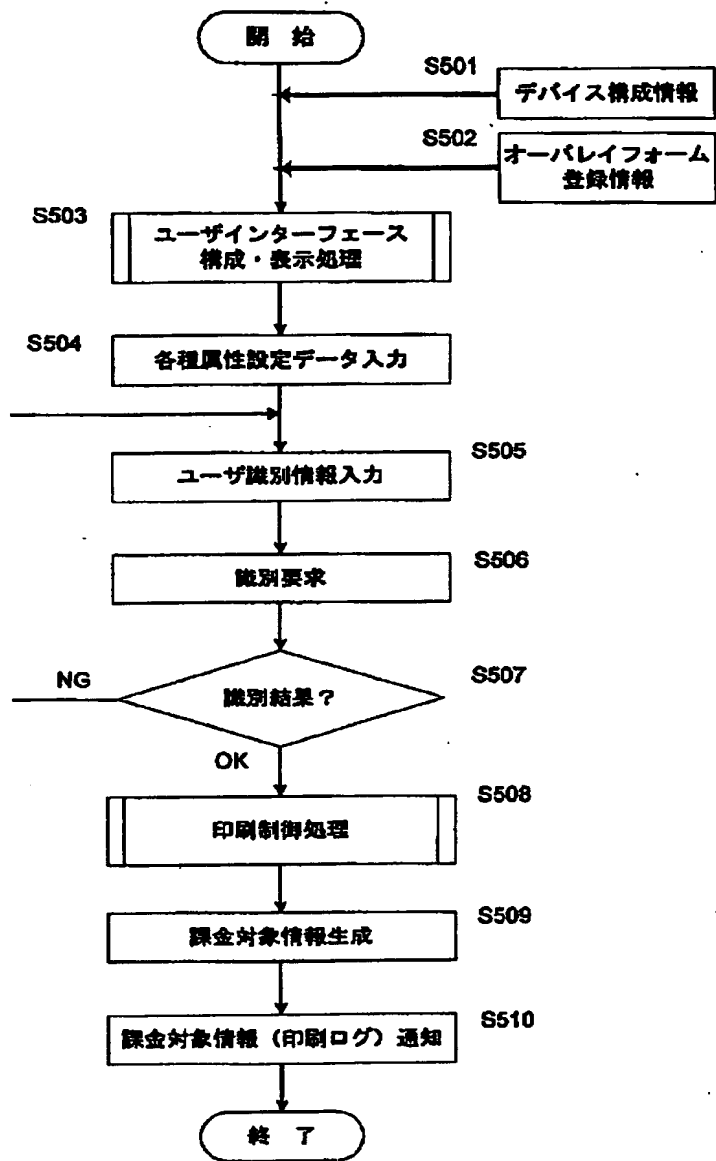 開 始
S501
デバイス構成情報
S502
オーバレイフォーム
登録情報
S503
ユーザインターフェース
構成・表示処理
S504
各種属性設定データ入力
S505
ユーザ識別情報入力
S506
識別要求
S507
NG
識別結果？
OK
S508
印刷制御処理
S509
課金対象情報生成
S510
課金対象情報（印刷ログ）通知
終 了